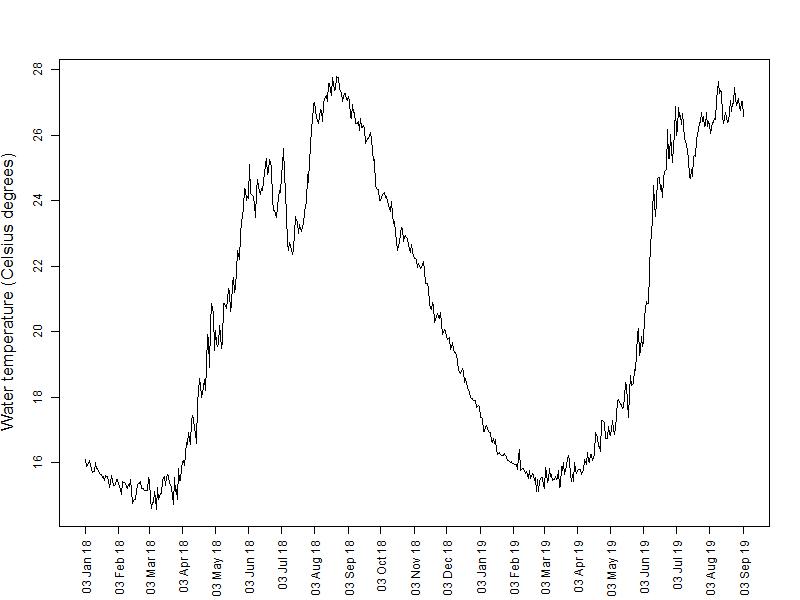 Water temperature (Celsius degrees)
28
26
24
22
20
18
16
03 Jan 18
03 Feb 18
03 Mar 18
03 Apr 18
03 May 18
03 Jun 18
03 Jul 18
03 Aug 18
03 Sep 18
03 Oct 18
03 Nov 18
03 Dec 18
03 Jan 19
03 Feb 19
03 Mar 19
03 Apr 19
03 May 19
03 Jun 19
03 Jul 19
03 Aug 19
03 Sep 19